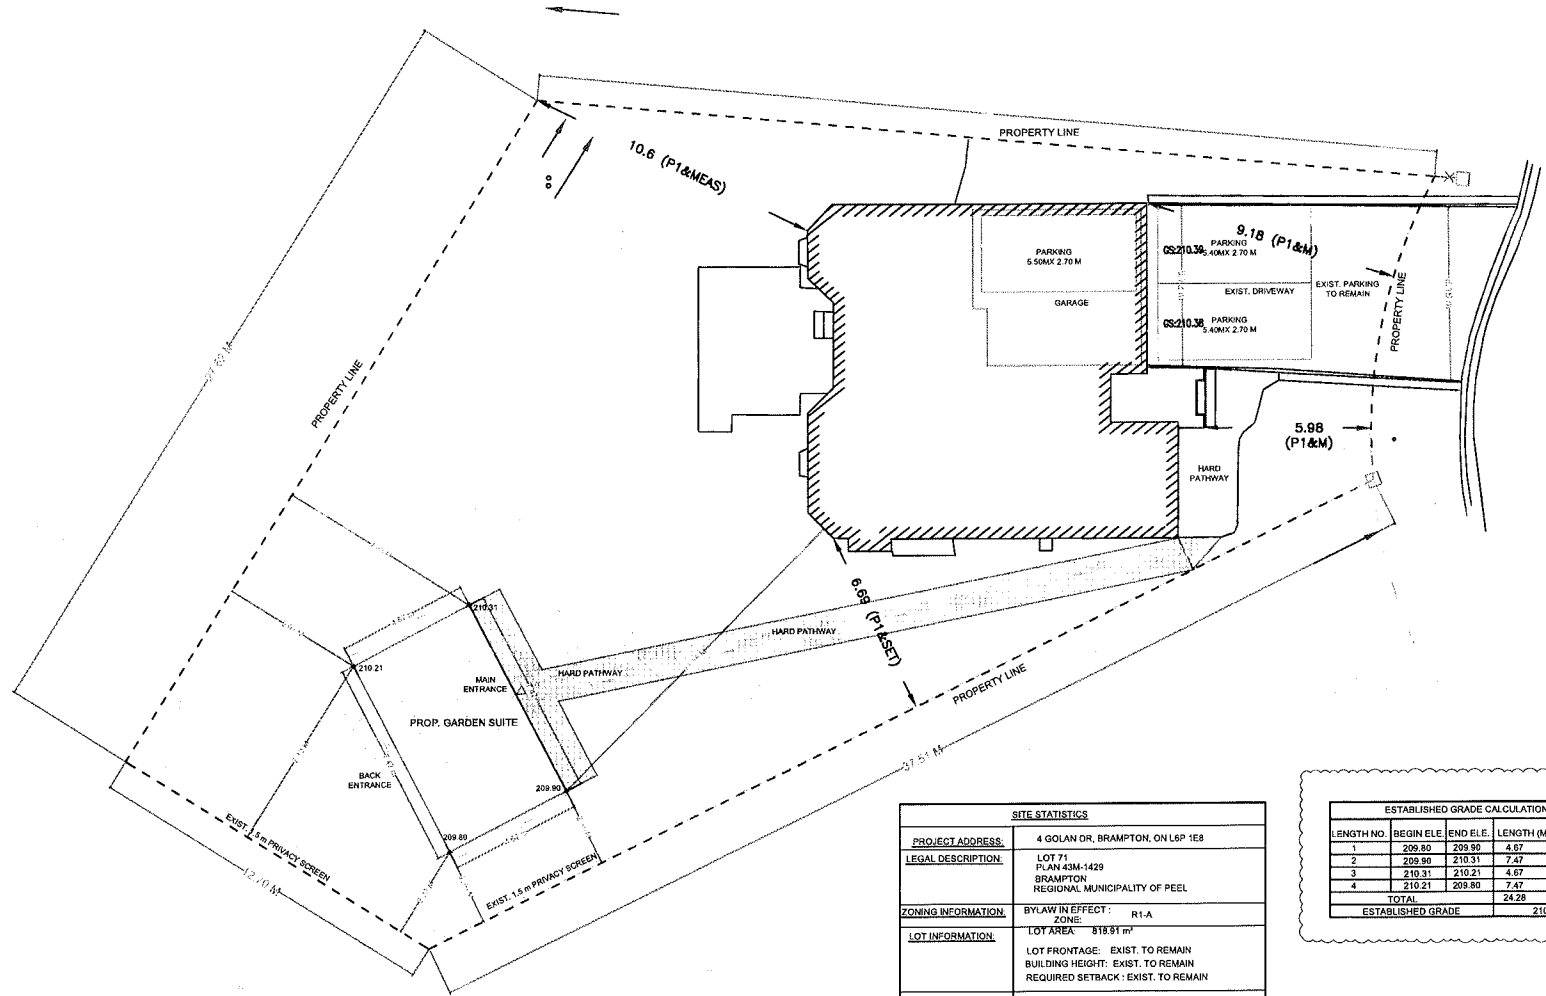 PROPERTY LINE
10.6 (P1&MEAS)
PARKING
5.50MX 2.70 M
GARAGE
9.18 (P1&M)
GS:210.39
PARKING
5.40MX 2.70 M
EXIST. DRIVEWAY
EXIST. PARKING
TO REMAIN
GS:210.38
PARKING
5.40MX 2.70 M
PROPERTY LINE
PROPERTY LINE
5.98
(P1&M)
HARD
PATHWAY
6.69 (P1&SET)
HARD PATHWAY
HARD PATHWAY
210.31
210.21
MAIN
ENTRANCE
PROP. GARDEN SUITE
BACK
ENTRANCE
209.90
209.80
PROPERTY LINE
37.51 M
EXIST. 1.5 m PRIVACY SCREEN
12.70 M
EXIST. 1.5 m PRIVACY SCREEN
SITE STATISTICS
PROJECT ADDRESS: 4 GOLAN DR, BRAMPTON, ON L6P 1E8
LEGAL DESCRIPTION: LOT 71
PLAN 43M-1429
BRAMPTON
REGIONAL MUNICIPALITY OF PEEL
ZONING INFORMATION: BYLAW IN EFFECT :
ZONE: R1-A
LOT INFORMATION: LOT AREA: 818.91 m²
LOT FRONTAGE: EXIST. TO REMAIN
BUILDING HEIGHT: EXIST. TO REMAIN
REQUIRED SETBACK : EXIST. TO REMAIN
ESTABLISHED GRADE CALCULATION
LENGTH NO. BEGIN ELE. END ELE. LENGTH (M
1 209.80 209.90 4.67
2 209.90 210.31 7.47
3 210.31 210.21 4.67
4 210.21 209.80 7.47
TOTAL 24.28
ESTABLISHED GRADE 210